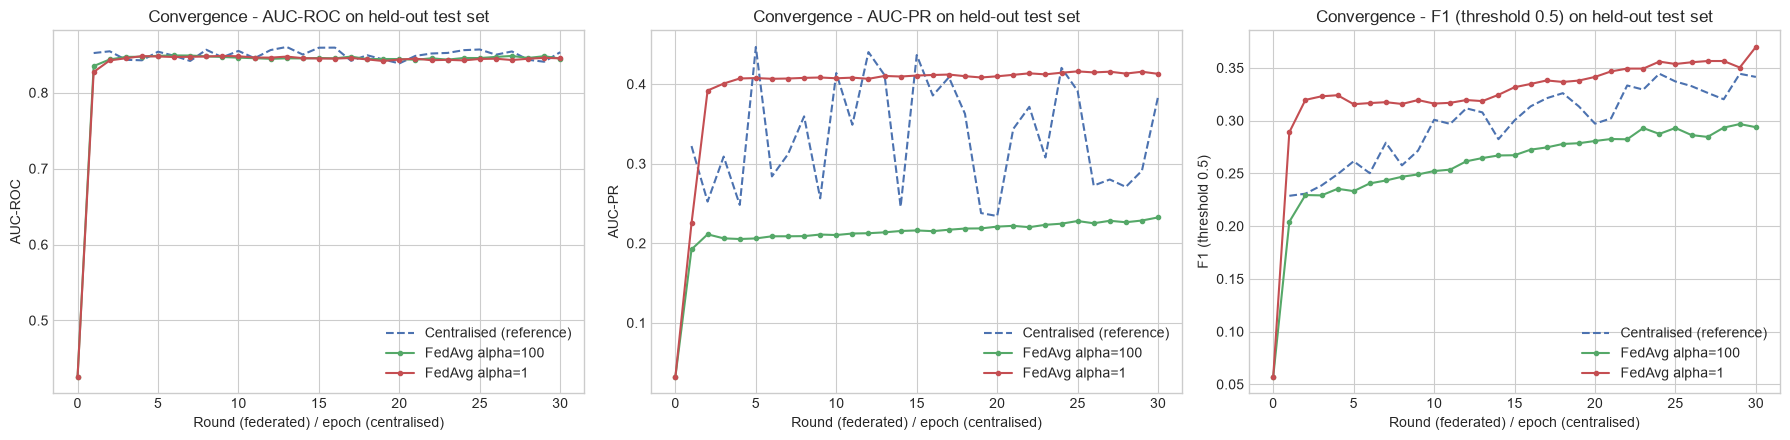 Convergence - AUC-ROC on held-out test set
AUC-ROC
0.8
0.7
0.6
0.5
0 5 10 15 20 25 30
Round (federated) / epoch (centralised)
Centralised (reference)
FedAvg alpha=100
FedAvg alpha=1
Convergence - AUC-PR on held-out test set
AUC-PR
0.4
0.3
0.2
0.1
0 5 10 15 20 25 30
Round (federated) / epoch (centralised)
Centralised (reference)
FedAvg alpha=100
FedAvg alpha=1
Convergence - F1 (threshold 0.5) on held-out test set
F1 (threshold 0.5)
0.35
0.30
0.25
0.20
0.15
0.10
0.05
0 5 10 15 20 25 30
Round (federated) / epoch (centralised)
Centralised (reference)
FedAvg alpha=100
FedAvg alpha=1